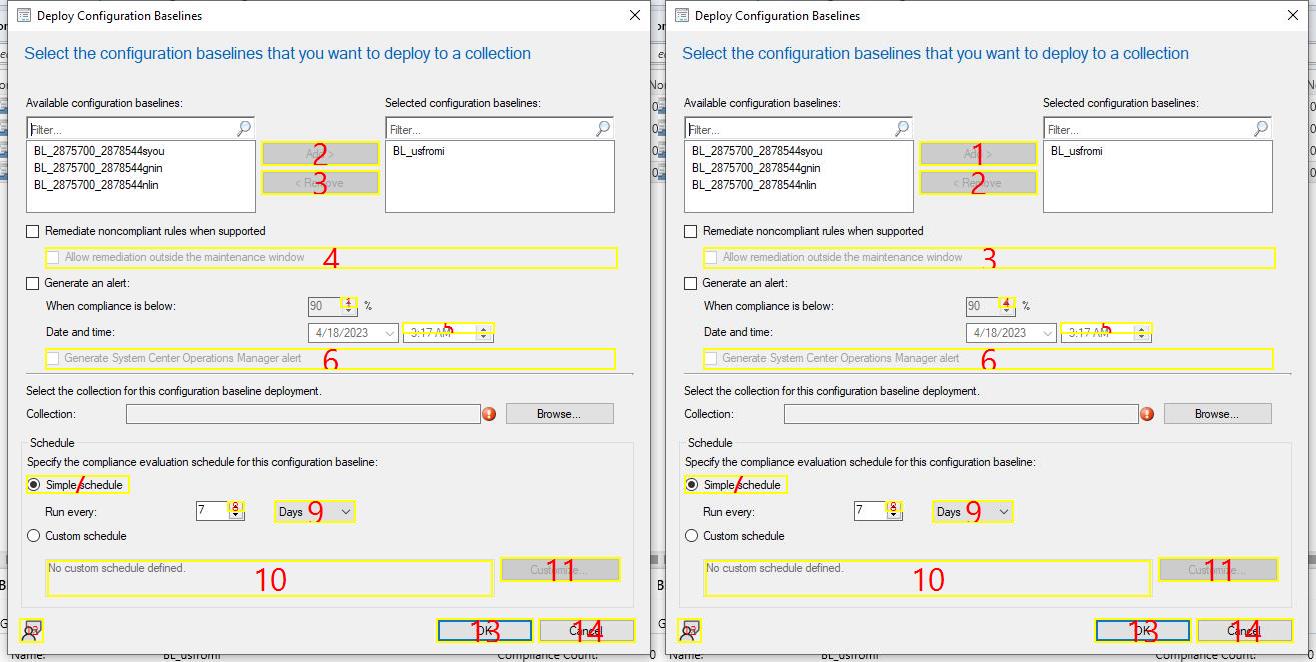 Deploy Configuration Baselines
Select the configuration baselines that you want to deploy to a collection
Available configuration baselines:
Selected configuration baselines:
Filter...
Filter...
BL_2875700_2878544syou
BL_2875700_2878544gnin
BL_2875700_2878544nlin
2
< Remove
3
BL_usfromi
Remediate noncompliant rules when supported
Allow remediation outside the maintenance window
4
Generate an alert:
When compliance is below:
90
1
%
Date and time:
4/18/2023
3:17 AM
5
Generate System Center Operations Manager alert
6
Select the collection for this configuration baseline deployment.
Collection:
Browse...
Schedule
Specify the compliance evaluation schedule for this configuration baseline:
Simple schedule
7
Run every:
7
8
Days
9
Custom schedule
No custom schedule defined.
10
Customize...
11
OK
13
Cancel
14
Name:
BL_usfromi
Compliance Count:
0
Deploy Configuration Baselines
Select the configuration baselines that you want to deploy to a collection
Available configuration baselines:
Selected configuration baselines:
Filter...
Filter...
BL_2875700_2878544syou
BL_2875700_2878544gnin
BL_2875700_2878544nlin
1
< Remove
2
BL_usfromi
Remediate noncompliant rules when supported
Allow remediation outside the maintenance window
3
Generate an alert:
When compliance is below:
90
4
%
Date and time:
4/18/2023
3:17 AM
5
Generate System Center Operations Manager alert
6
Select the collection for this configuration baseline deployment.
Collection:
Browse...
Schedule
Specify the compliance evaluation schedule for this configuration baseline:
Simple schedule
7
Run every:
7
8
Days
9
Custom schedule
No custom schedule defined.
10
Customize...
11
OK
13
Cancel
14
Name:
BL_usfromi
Compliance Count:
0